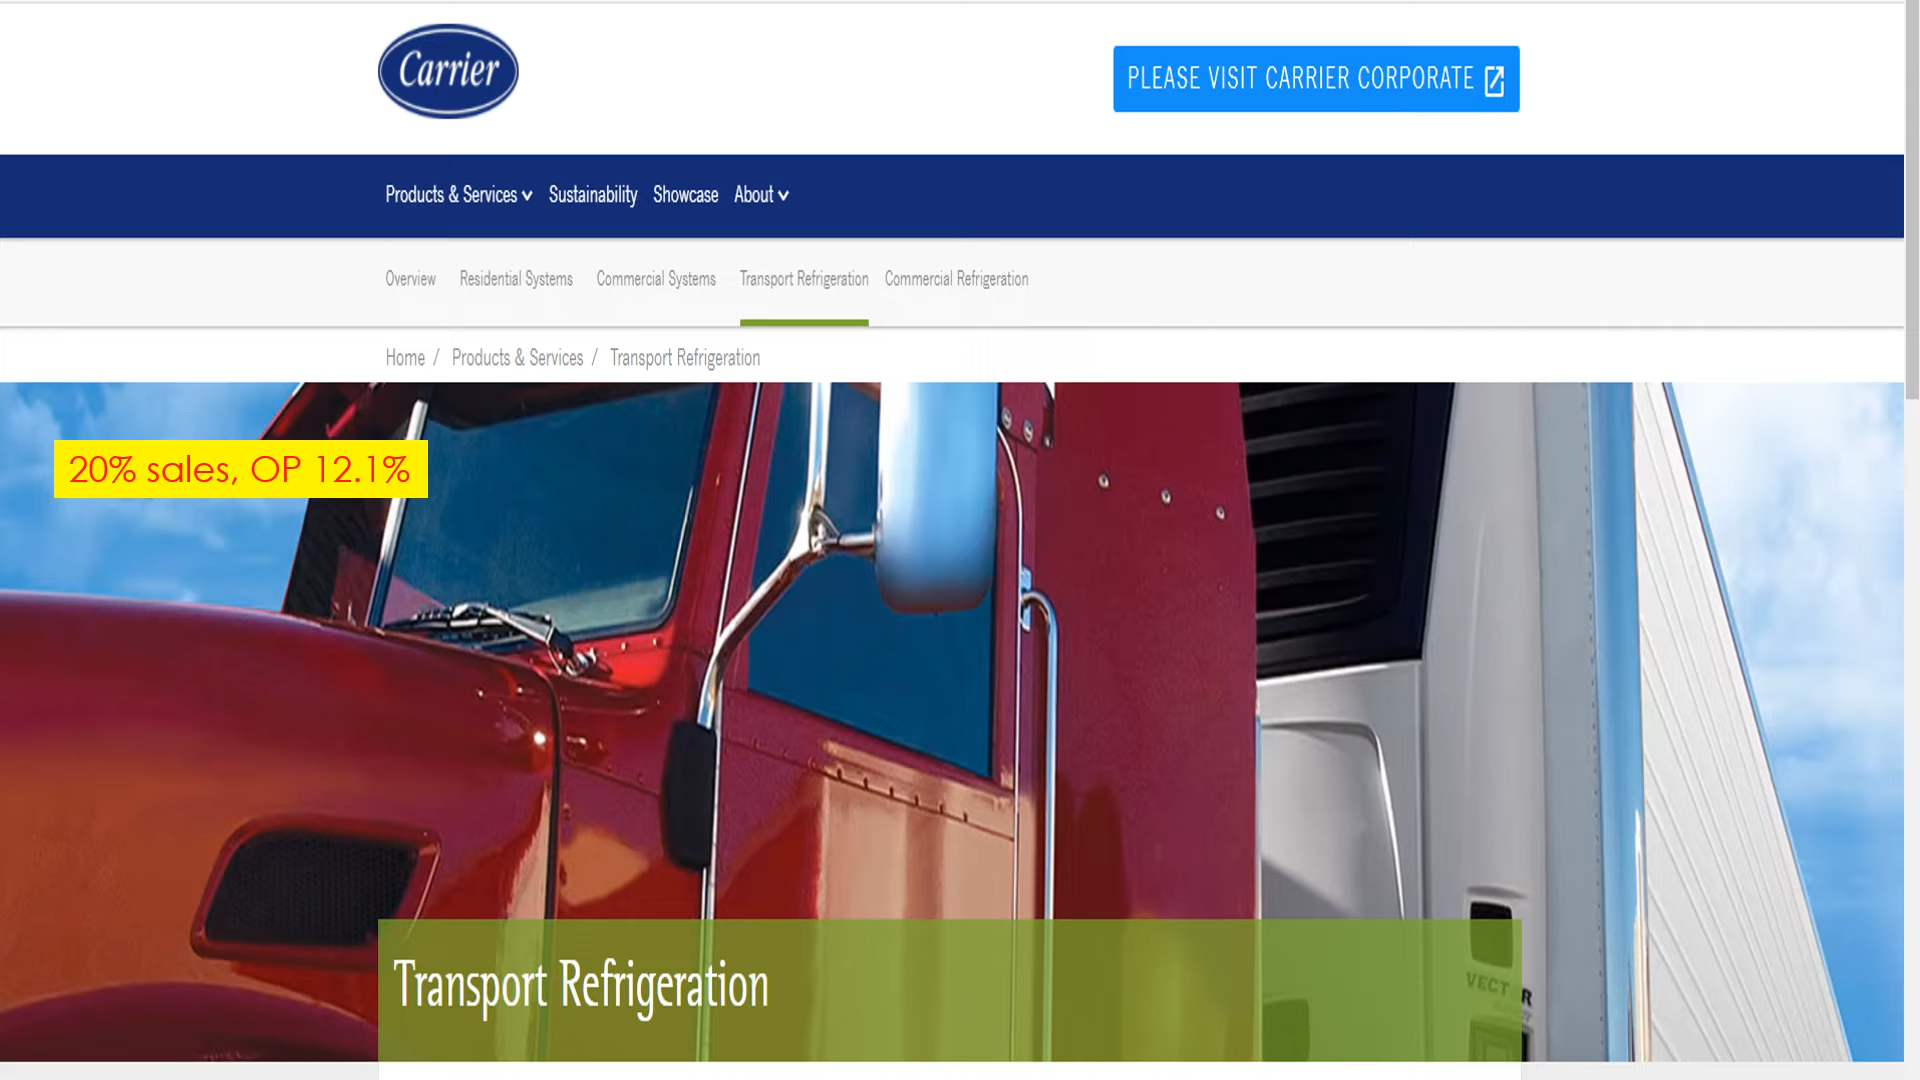 Carrier
PLEASE VISIT CARRIER CORPORATE
Products & Services Sustainability Showcase About
Overview Residential Systems Commercial Systems Transport Refrigeration Commercial Refrigeration
Home / Products & Services / Transport Refrigeration
20% sales, OP 12.1%
Transport Refrigeration